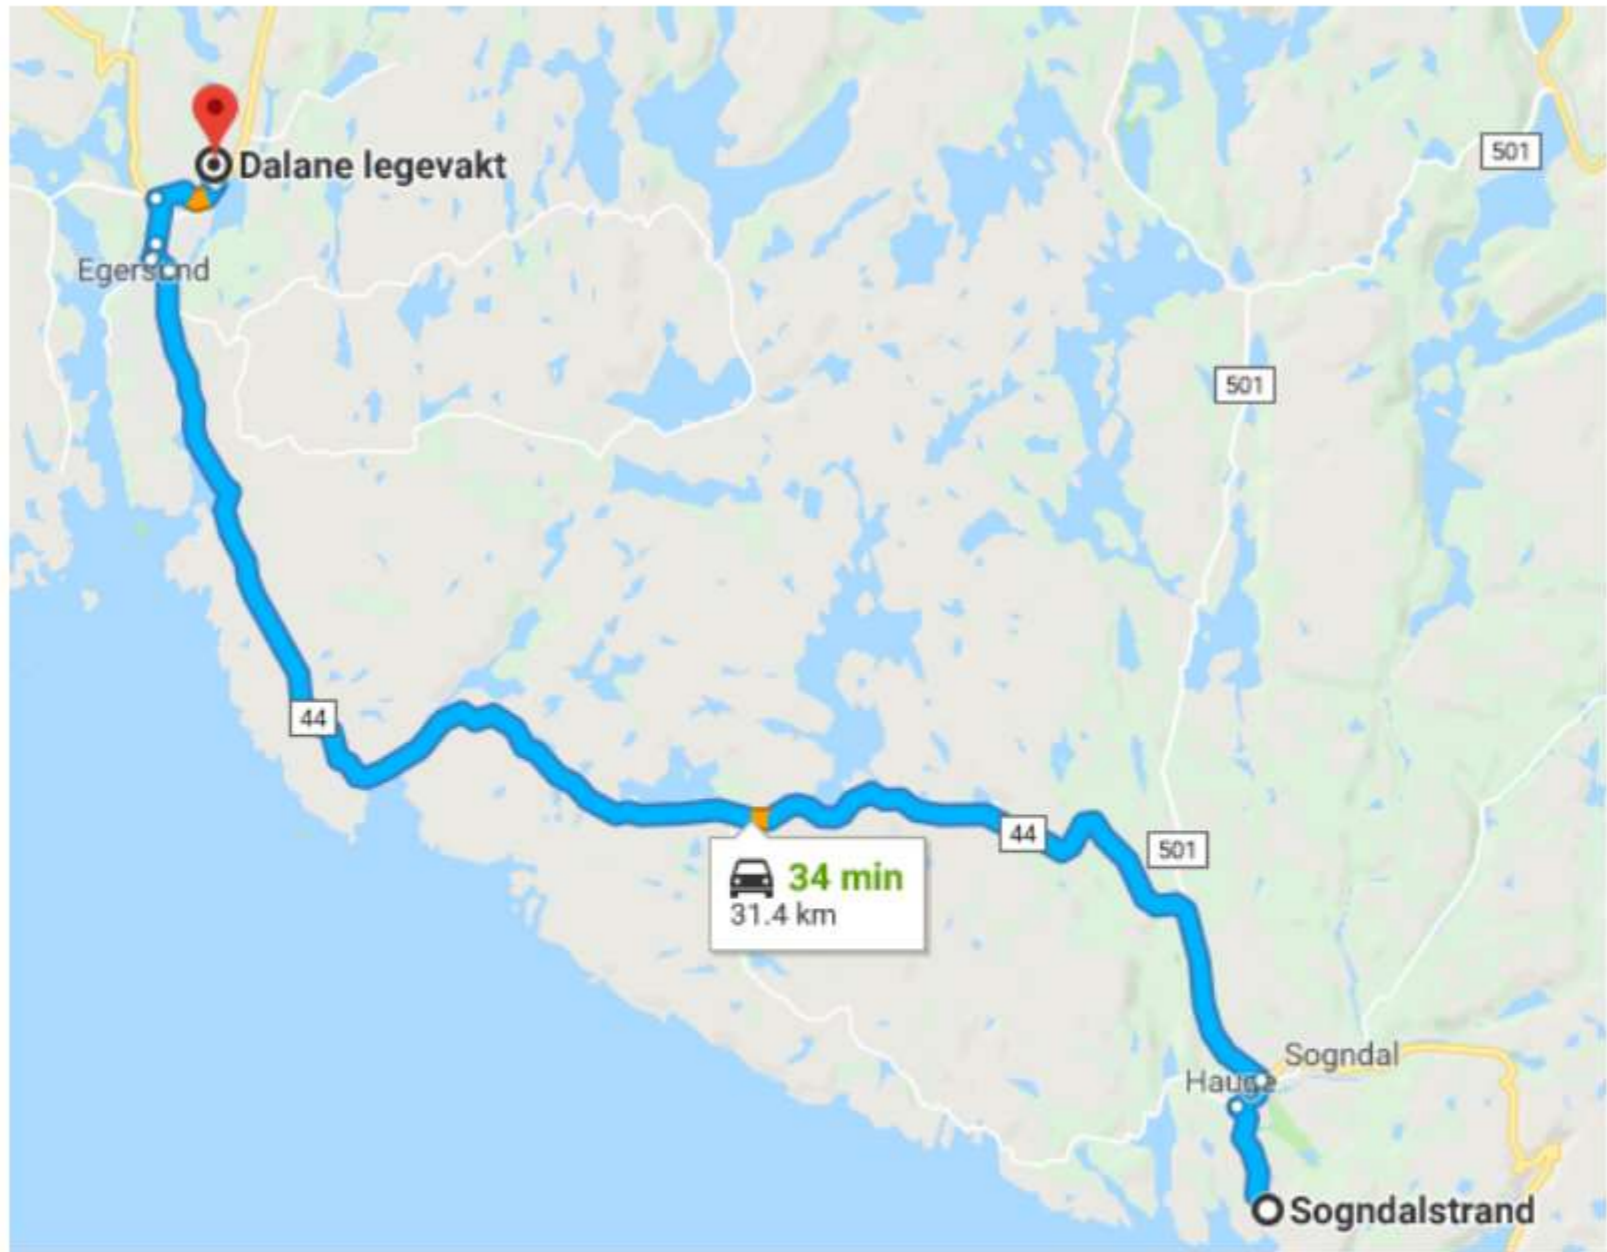 501
Dalane legevakt
Egersund
501
44
44
501
34 min
31.4 km
Sogndal
Hauge
Sogndalstrand